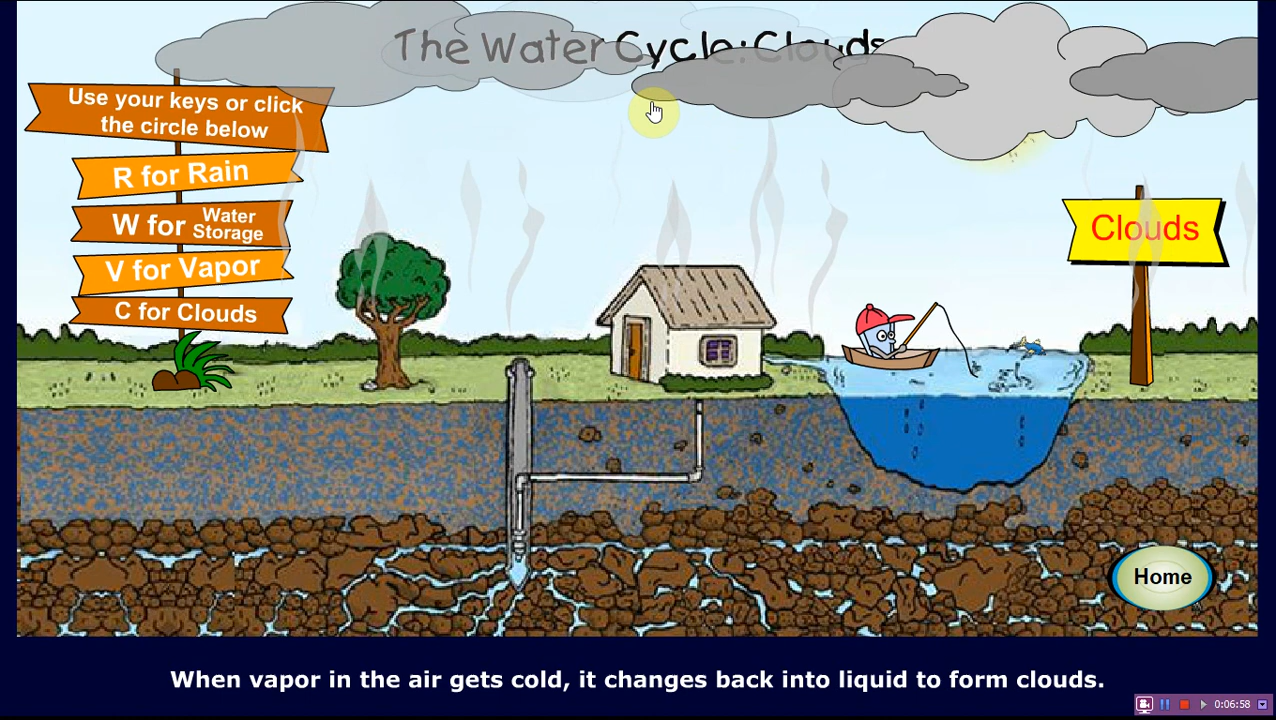 The Water Cycle: Clouds
Use your keys or click
the circle below
R for Rain
W for Water Storage
V for Vapor
C for Clouds
Clouds
Home
When vapor in the air gets cold, it changes back into liquid to form clouds.
0:06:58